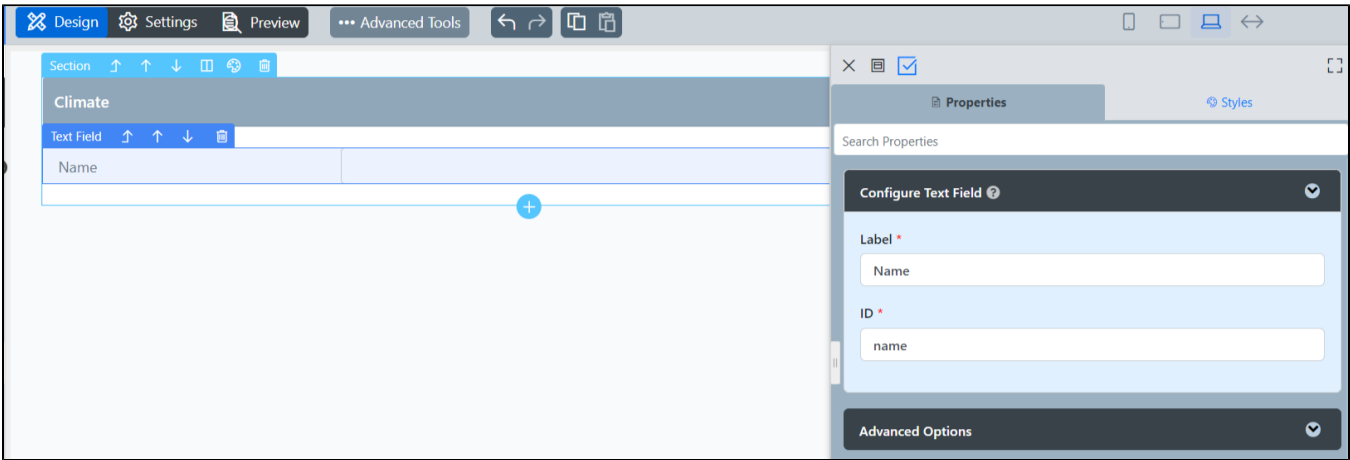 Design Settings Preview ••• Advanced Tools
Section
Climate
Text Field
Name
Properties Styles
Search Properties
Configure Text Field ?
Label *
Name
ID *
name
Advanced Options